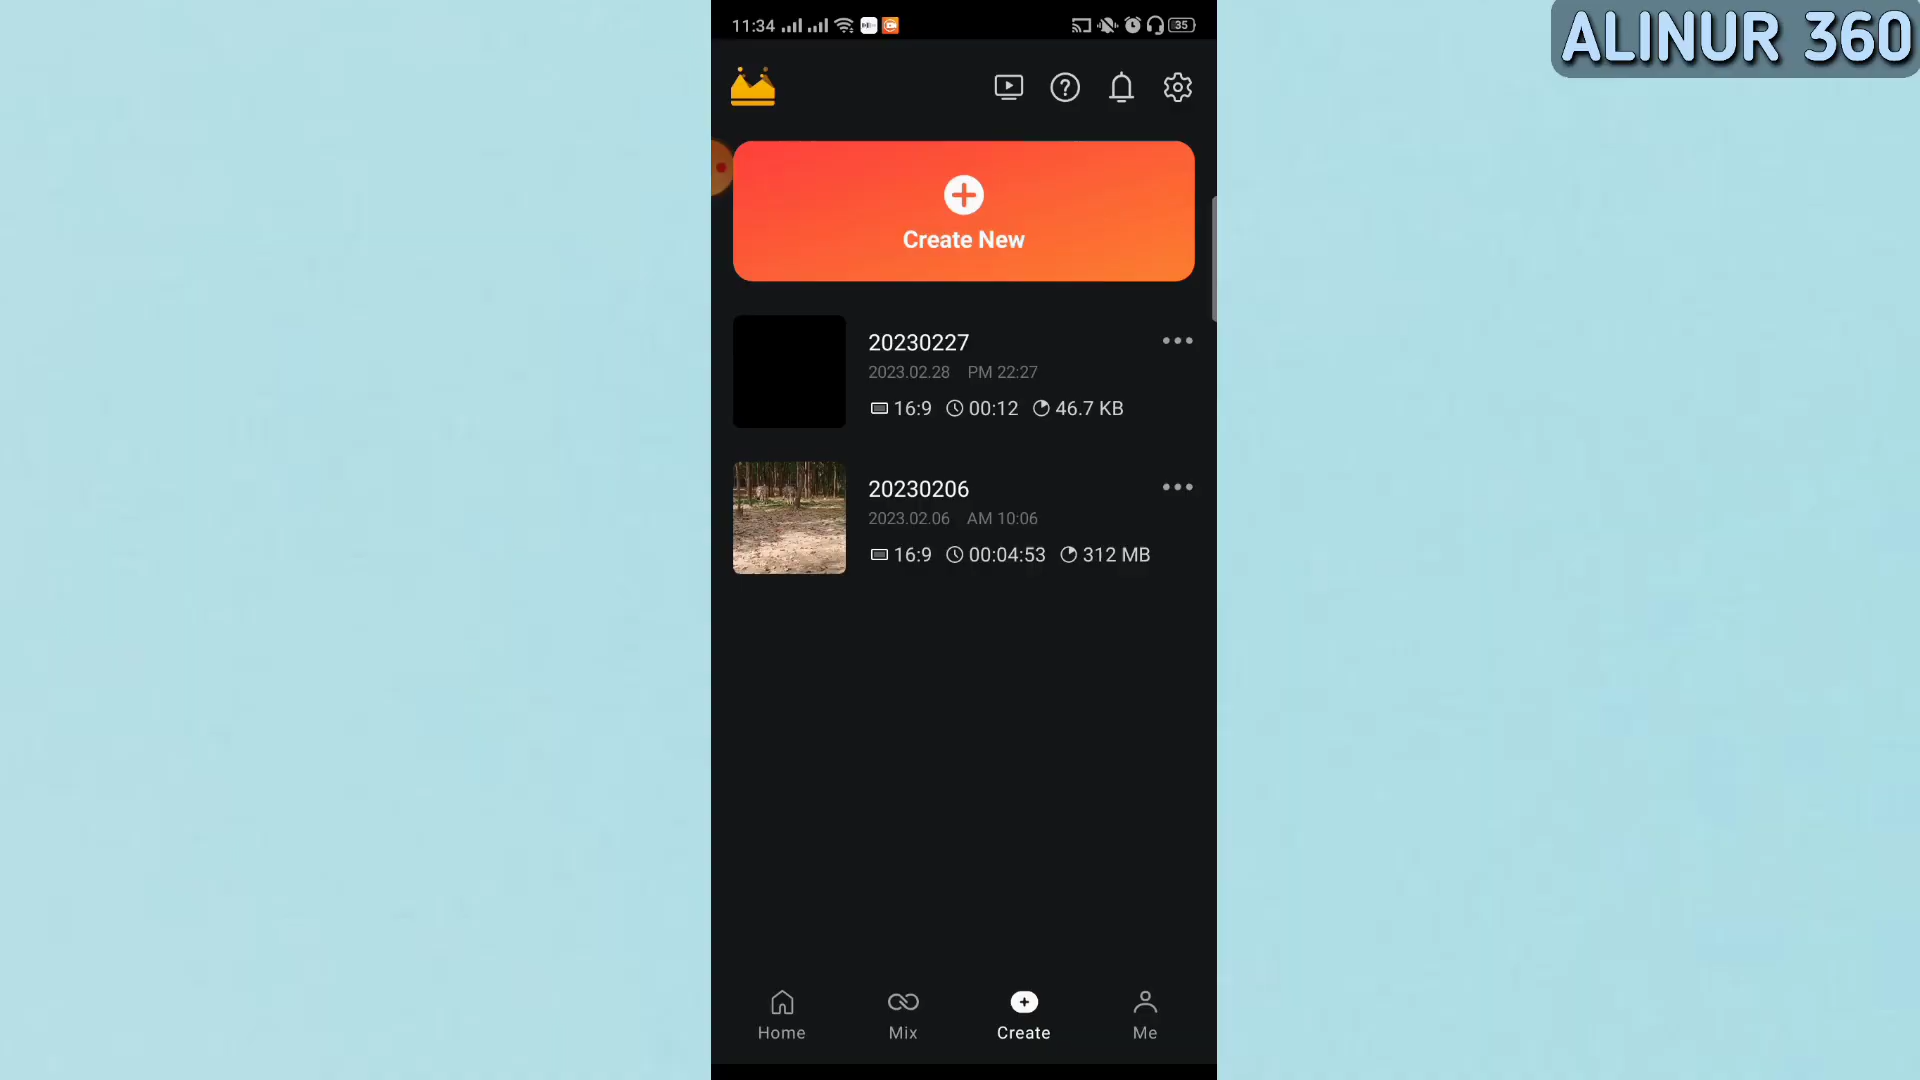 ALINUR 360
11:34
35
Create New
20230227
2023.02.28 PM 22:27
16:9 00:12 46.7 KB
20230206
2023.02.06 AM 10:06
16:9 00:04:53 312 MB
Home Mix Create Me